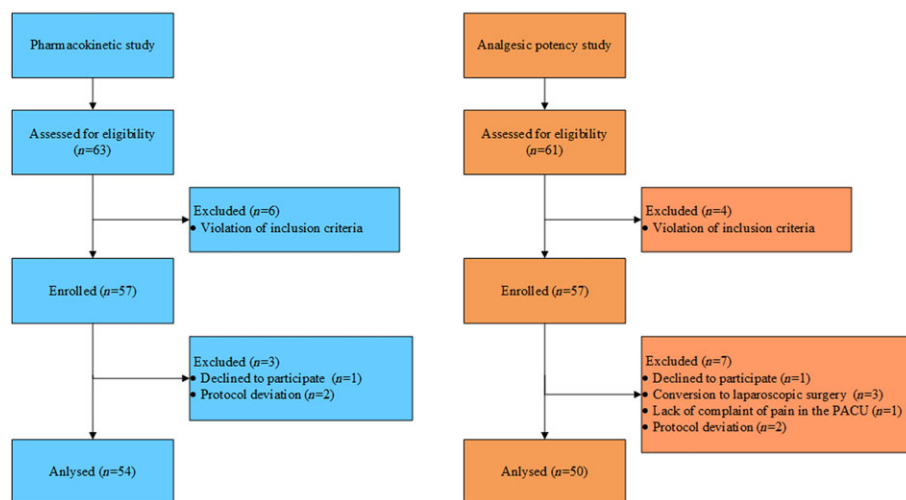 Pharmacokinetic study
Assessed for eligibility
(n=63)
Excluded (n=6)
● Violation of inclusion criteria
Enrolled (n=57)
Excluded (n=3)
● Declined to participate (n=1)
● Protocol deviation (n=2)
Anlysed (n=54)
Analgesic potency study
Assessed for eligibility
(n=61)
Excluded (n=4)
● Violation of inclusion criteria
Enrolled (n=57)
Excluded (n=7)
● Declined to participate (n=1)
● Conversion to laparoscopic surgery (n=3)
● Lack of complaint of pain in the PACU (n=1)
● Protocol deviation (n=2)
Anlysed (n=50)